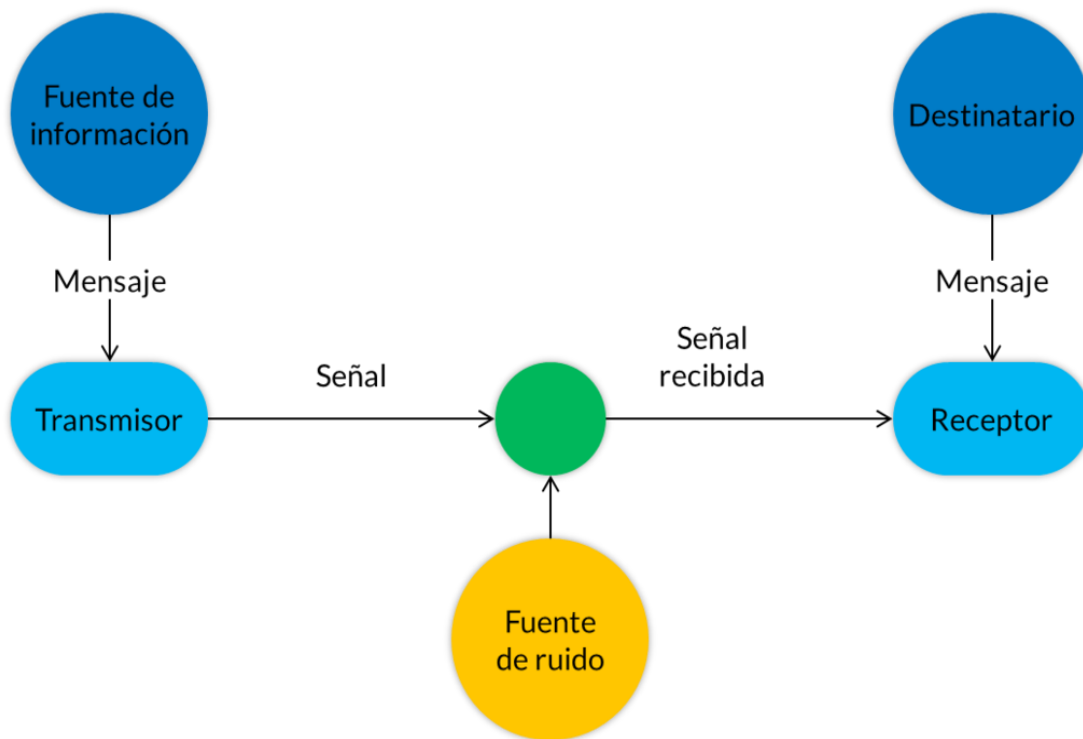 Fuente de
información
Destinatario
Mensaje
Mensaje
Señal
Señal
recibida
Transmisor
Receptor
Fuente
de ruido